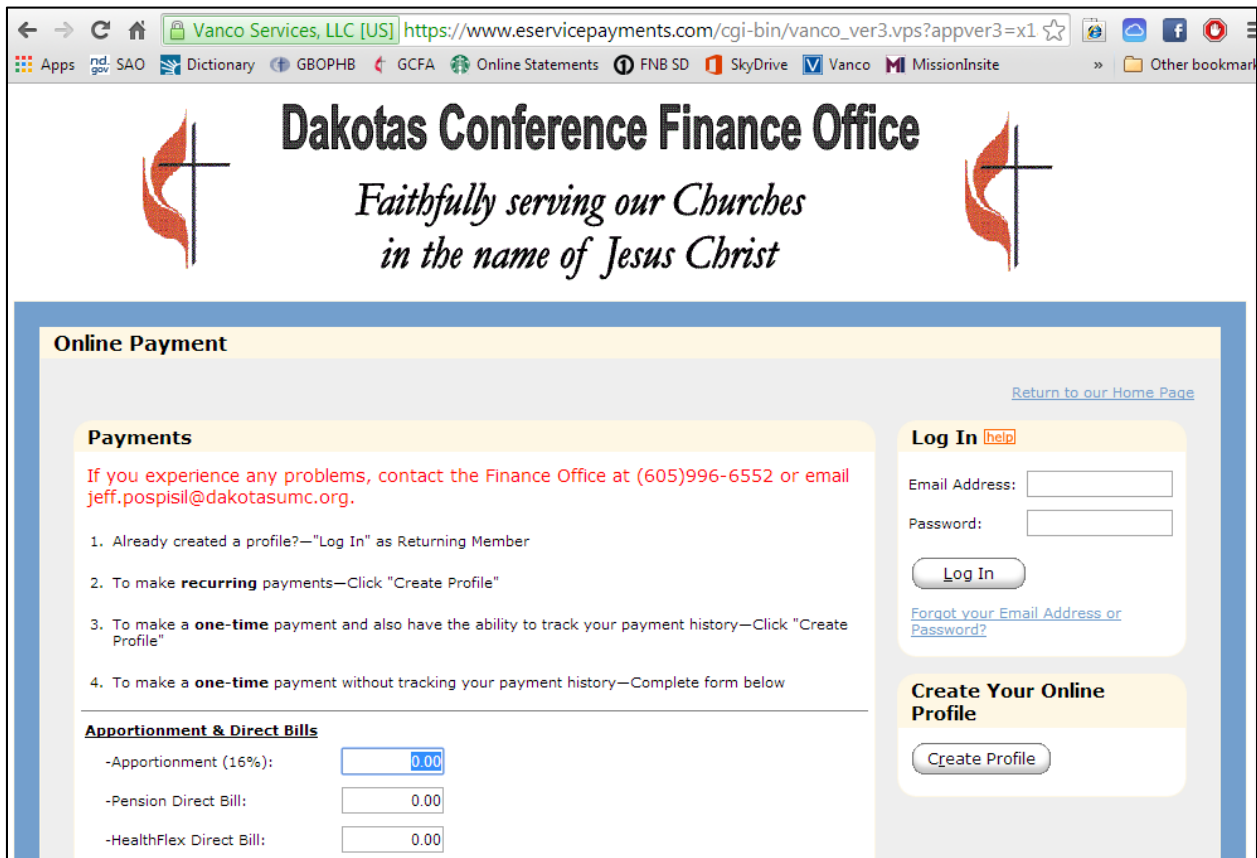 Vanco Services, LLC [US] https://www.eservicepayments.com/cgi-bin/vanco_ver3.vps?appver3=x1
Apps nd.gov SAO Dictionary GBOPHB GCFA Online Statements FNB SD SkyDrive Vanco MissionInsite » Other bookmark
Dakotas Conference Finance Office
Faithfully serving our Churches
in the name of Jesus Christ
Online Payment
Return to our Home Page
Payments
If you experience any problems, contact the Finance Office at (605)996-6552 or email
jeff.pospisil@dakotasumc.org.
1. Already created a profile?—"Log In" as Returning Member
2. To make recurring payments—Click "Create Profile"
3. To make a one-time payment and also have the ability to track your payment history—Click "Create
Profile"
4. To make a one-time payment without tracking your payment history—Complete form below
Apportionment & Direct Bills
-Apportionment (16%): 0.00
-Pension Direct Bill: 0.00
-HealthFlex Direct Bill: 0.00
Log In help
Email Address:
Password:
Log In
Forgot your Email Address or
Password?
Create Your Online
Profile
Create Profile